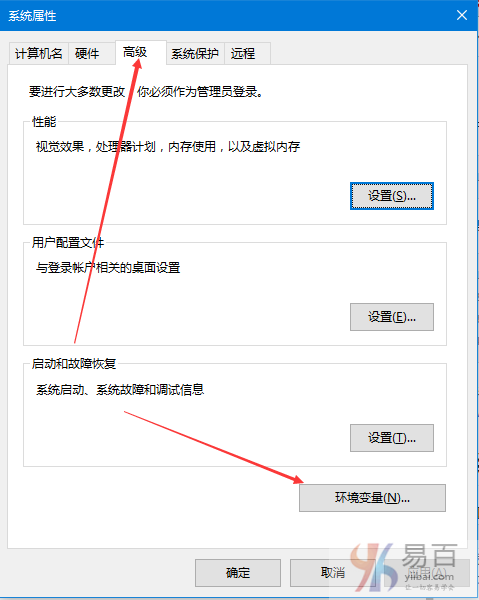 系统属性
计算机名 硬件 高级 系统保护 远程
要进行大多数更改，你必须作为管理员登录。
性能
视觉效果，处理器计划，内存使用，以及虚拟内存
设置(S)...
用户配置文件
与登录帐户相关的桌面设置
设置(E)...
启动和故障恢复
系统启动、系统故障和调试信息
设置(T)...
环境变量(N)...
确定 取消 应用(A)
易百
yiibai.com